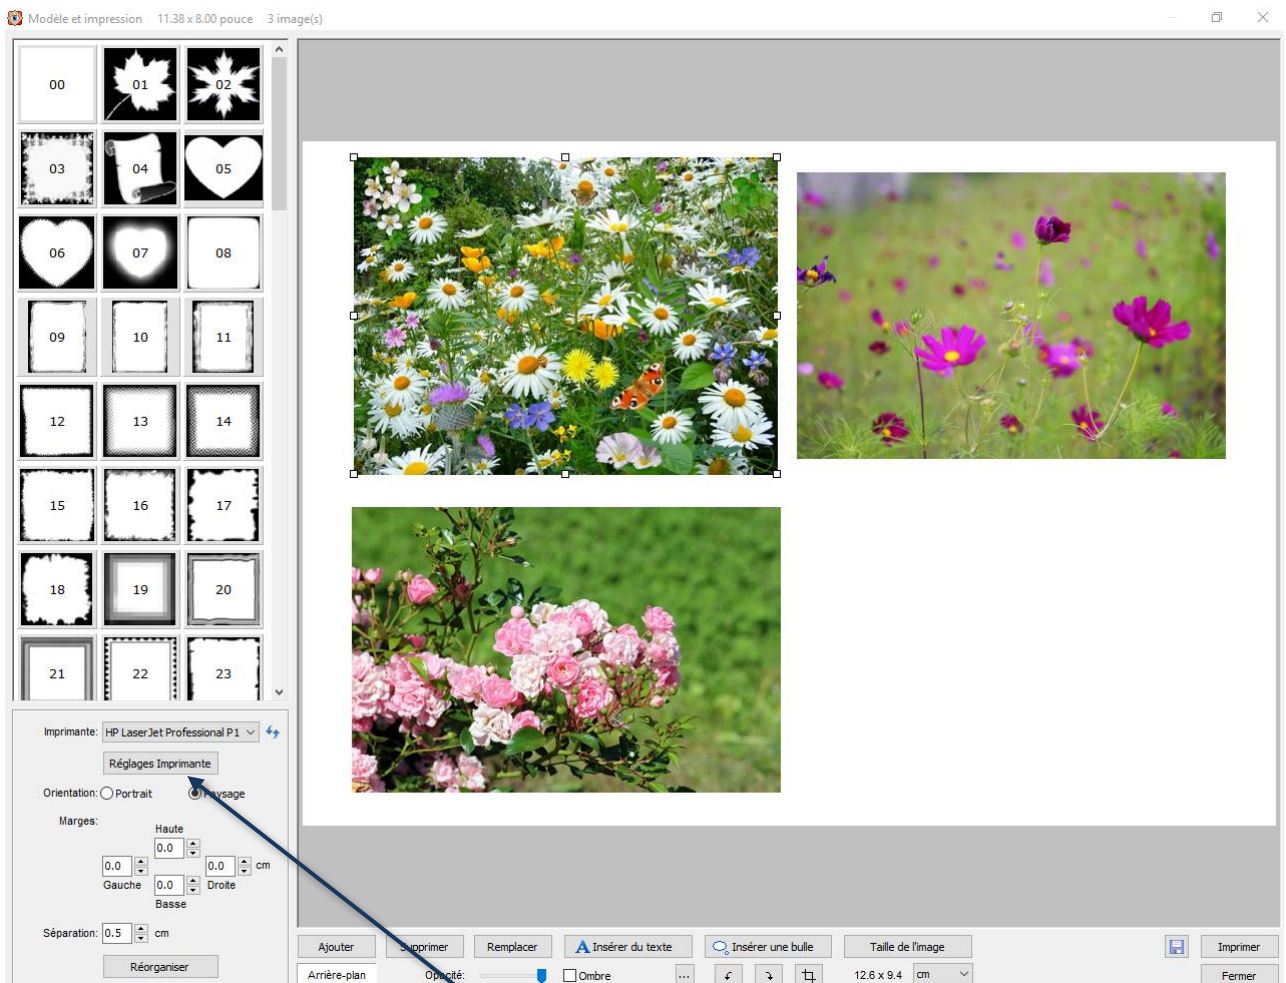 Modèle et impression 11.38 x 8.00 pouce 3 image(s)
00 01 02
03 04 05
06 07 08
09 10 11
12 13 14
15 16 17
18 19 20
21 22 23
Imprimante: HP LaserJet Professional P1
Réglages Imprimante
Orientation: Portrait Paysage
Marges:
Haute
0.0
0.0 0.0 cm
Gauche 0.0 Droite
Basse
Séparation: 0.5 cm
Réorganiser
Ajouter Supprimer Remplacer A Insérer du texte Insérer une bulle Taille de l'image Imprimer
Arrière-plan Opacité: Ombre ... 12.6 x 9.4 cm Fermer